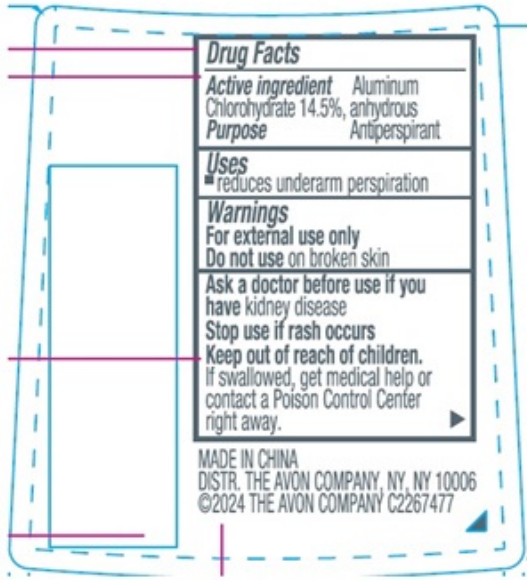 Drug Facts
Active ingredient Aluminum
Chlorohydrate 14.5%, anhydrous
Purpose Antiperspirant
Uses
■ reduces underarm perspiration
Warnings
For external use only
Do not use on broken skin
Ask a doctor before use if you
have kidney disease
Stop use if rash occurs
Keep out of reach of children.
If swallowed, get medical help or
contact a Poison Control Center
right away.
MADE IN CHINA
DISTR. THE AVON COMPANY, NY, NY 10006
©2024 THE AVON COMPANY C2267477